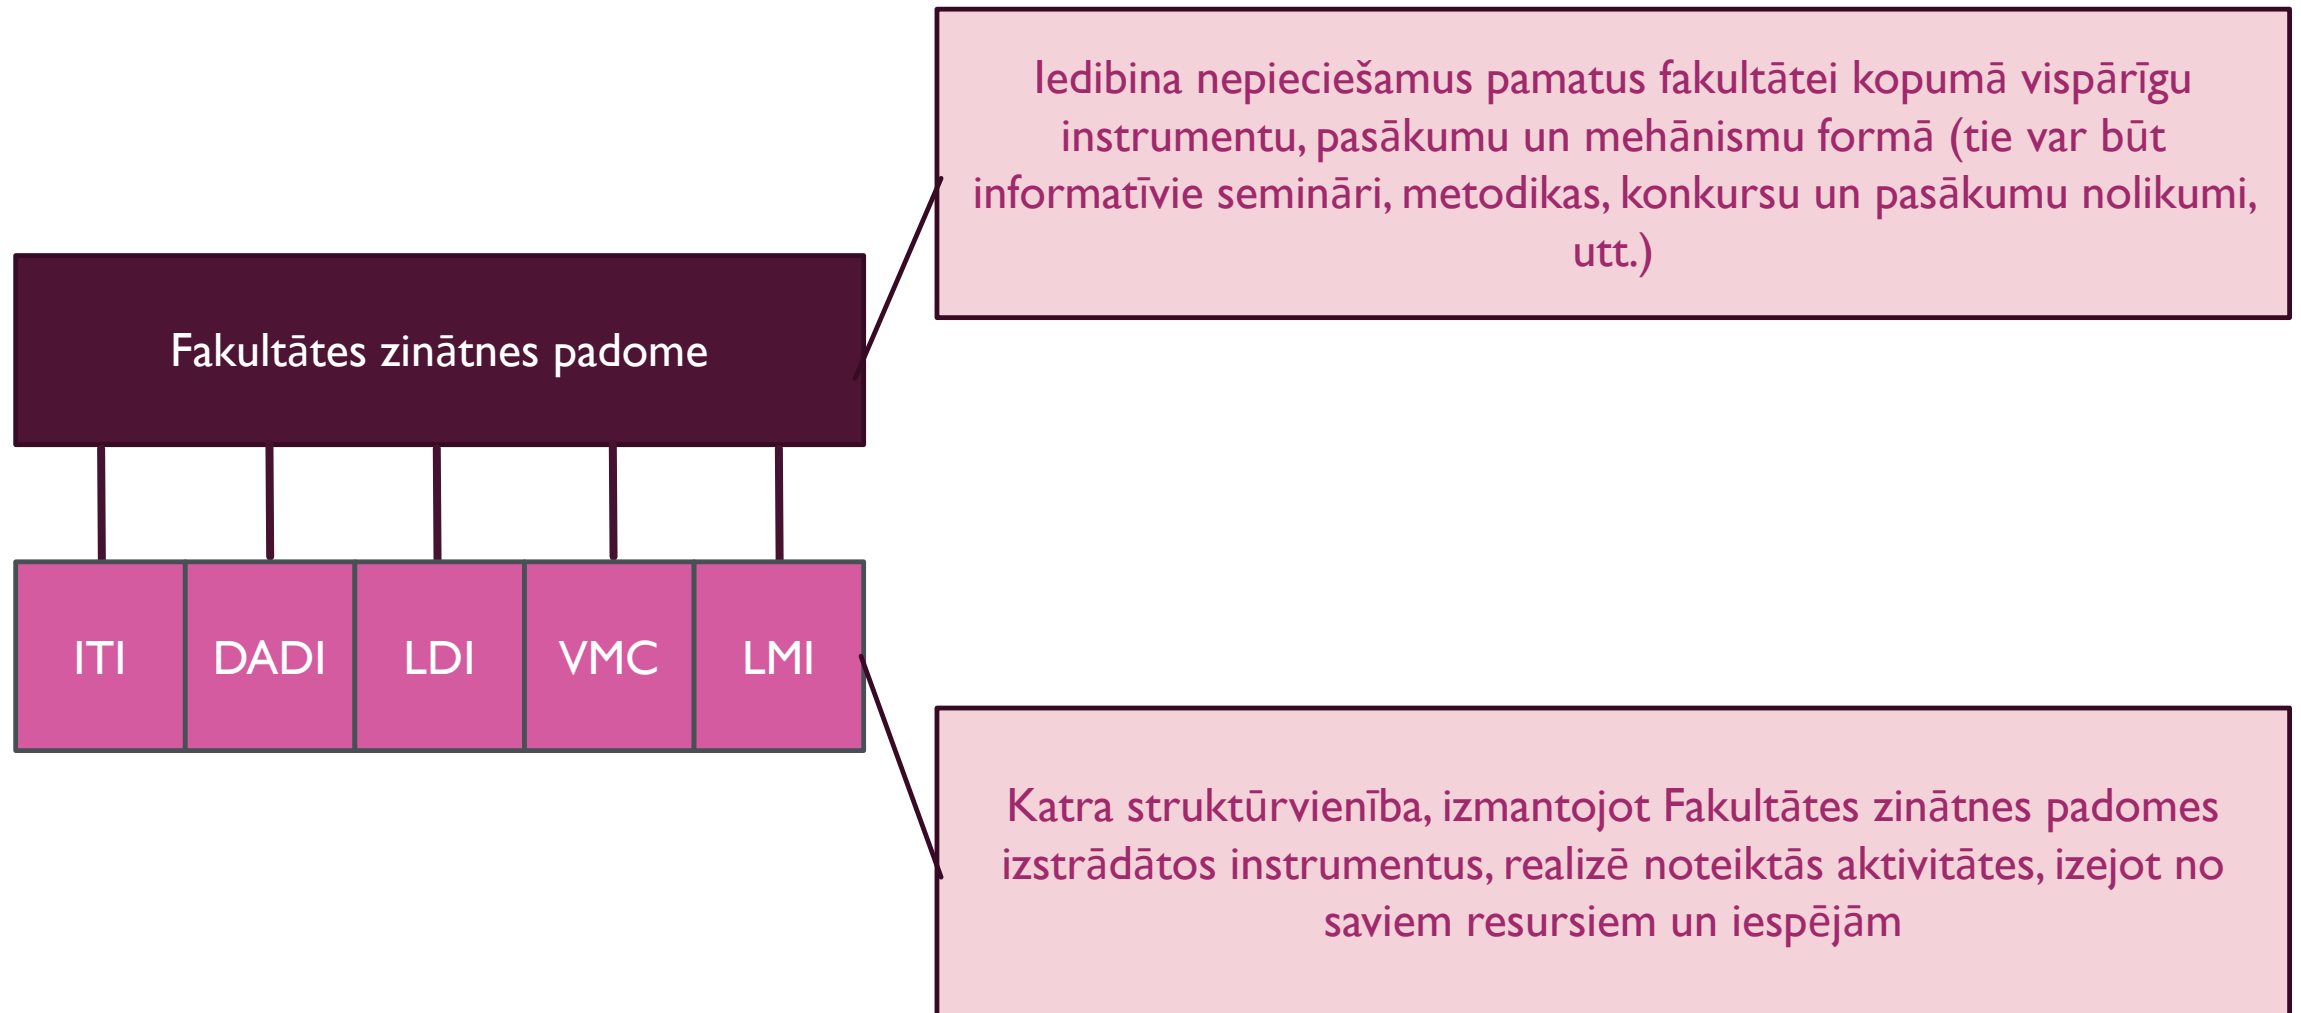 Iedibina nepieciešamus pamatus fakultātei kopumā vispārīgu
instrumentu, pasākumu un mehānismu formā (tie var būt
informatīvie semināri, metodikas, konkursu un pasākumu nolikumi,
utt.)
Fakultātes zinātnes padome
ITI DADI LDI VMC LMI
Katra struktūrvienība, izmantojot Fakultātes zinātnes padomes
izstrādātos instrumentus, realizē noteiktās aktivitātes, izejot no
saviem resursiem un iespējām